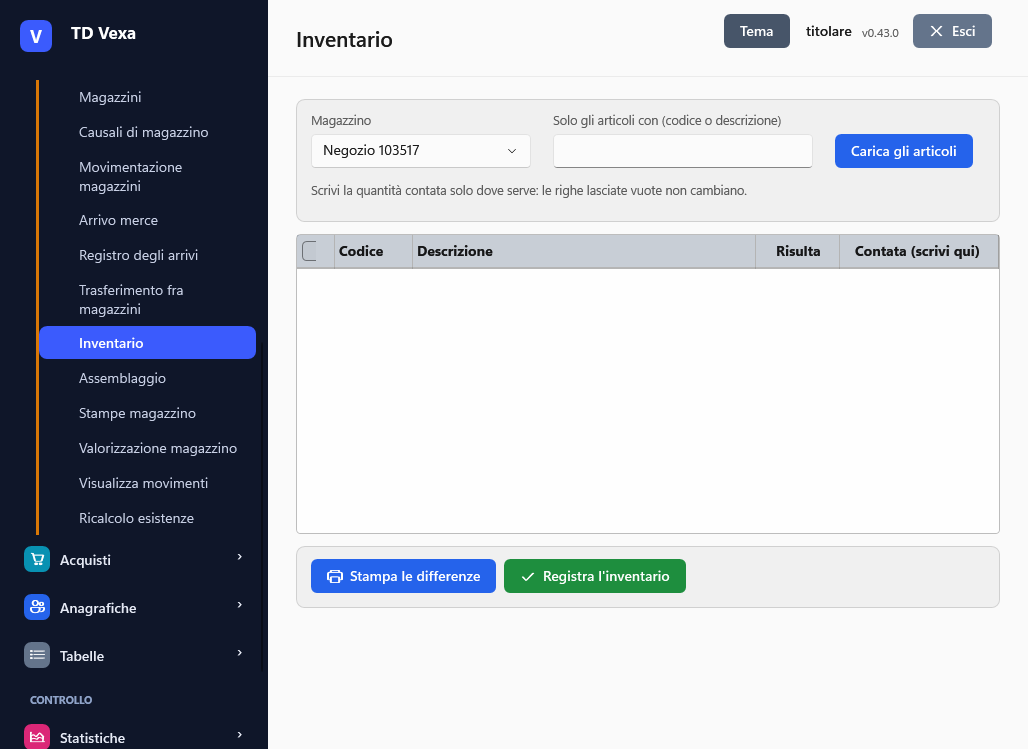 V
TD Vexa
Magazzini
Causali di magazzino
Movimentazione
magazzini
Arrivo merce
Registro degli arrivi
Trasferimento fra
magazzini
Inventario
Assemblaggio
Stampe magazzino
Valorizzazione magazzino
Visualizza movimenti
Ricalcolo esistenze
Acquisti
Anagrafiche
Tabelle
CONTROLLO
Statistiche
Inventario
Tema
titolare v0.43.0
Esci
Magazzino
Solo gli articoli con (codice o descrizione)
Negozio 103517
Carica gli articoli
Scrivi la quantità contata solo dove serve: le righe lasciate vuote non cambiano.
Codice Descrizione Risulta Contata (scrivi qui)
Stampa le differenze
Registra l'inventario